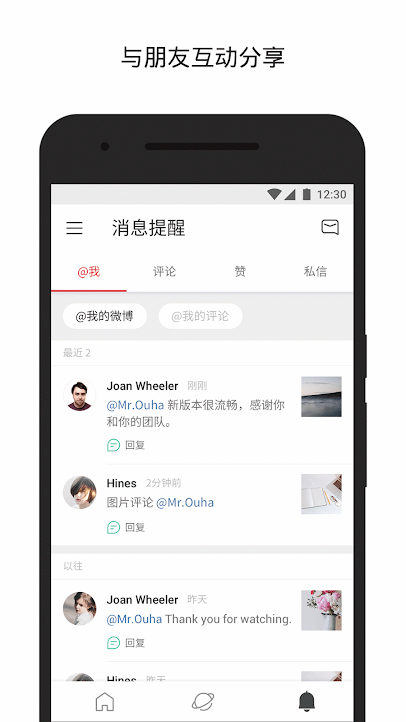 与朋友互动分享
12:30
消息提醒
@我 评论 赞 私信
@我的微博 @我的评论
最近 2
Joan Wheeler 刚刚
@Mr.Ouha 新版本很流畅，感谢你
和你的团队。
回复
Hines 2分钟前
图片评论 @Mr.Ouha
回复
以往
Joan Wheeler 昨天
@Mr.Ouha Thank you for watching.
回复
Hines 昨天